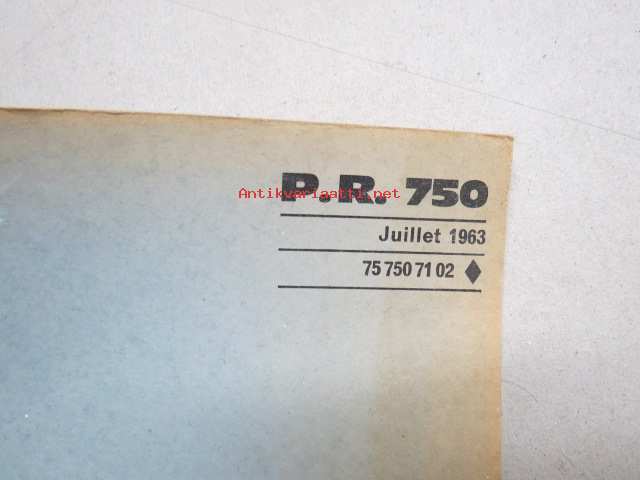 P.R. 750
Antikvariaatti.net
Juillet 1963
75 750 71 02